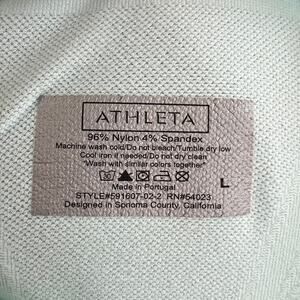 ATHLETA
96% Nylon 4% Spandex
Machine wash cold/Do not bleach/Tumble dry low
Cool iron if needed/Do not dry clean
"Wash with similar colors together"
Made in Portugal
L
STYLE#591607-02-2 RN#54023
Designed in Sonoma County, California